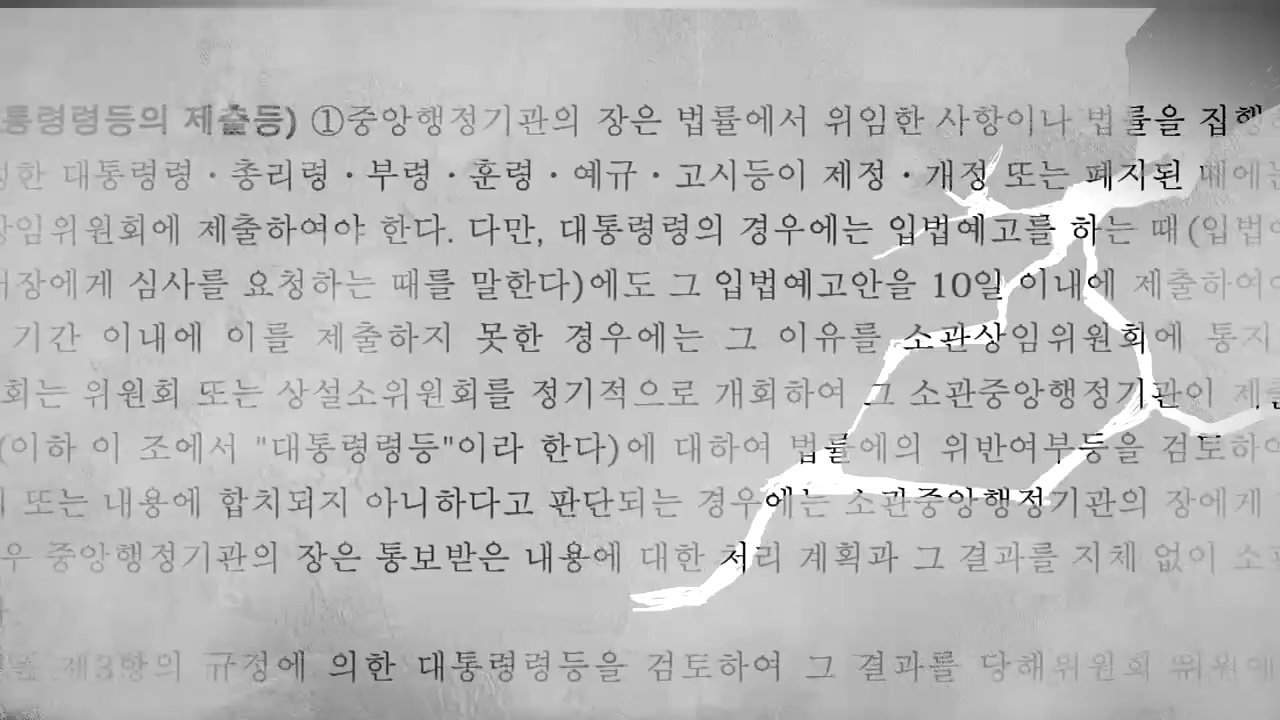 통령령등의 제출등) ①중앙행정기관의 장은 법률에서 위임한 사항이나 법률을 집행
한 대통령령·총리령·부령·훈령·예규·고시등이 제정·개정 또는 폐지된 때에는
상임위원회에 제출하여야 한다. 다만, 대통령령의 경우에는 입법예고를 하는 때(입법예
장에게 심사를 요청하는 때를 말한다)에도 그 입법예고안을 10일 이내에 제출하여야
기간 이내에 이를 제출하지 못한 경우에는 그 이유를 소관상임위원회에 통지
회는 위원회 또는 상설소위원회를 정기적으로 개회하여 그 소관중앙행정기관이 제출
(이하 이 조에서 "대통령령등"이라 한다)에 대하여 법률에의 위반여부등을 검토하여
또는 내용에 합치되지 아니하다고 판단되는 경우에는 소관중앙행정기관의 장에게
우 중앙행정기관의 장은 통보받은 내용에 대한 처리 계획과 그 결과를 지체 없이 소관
제3항의 규정에 의한 대통령령등을 검토하여 그 결과를 당해위원회